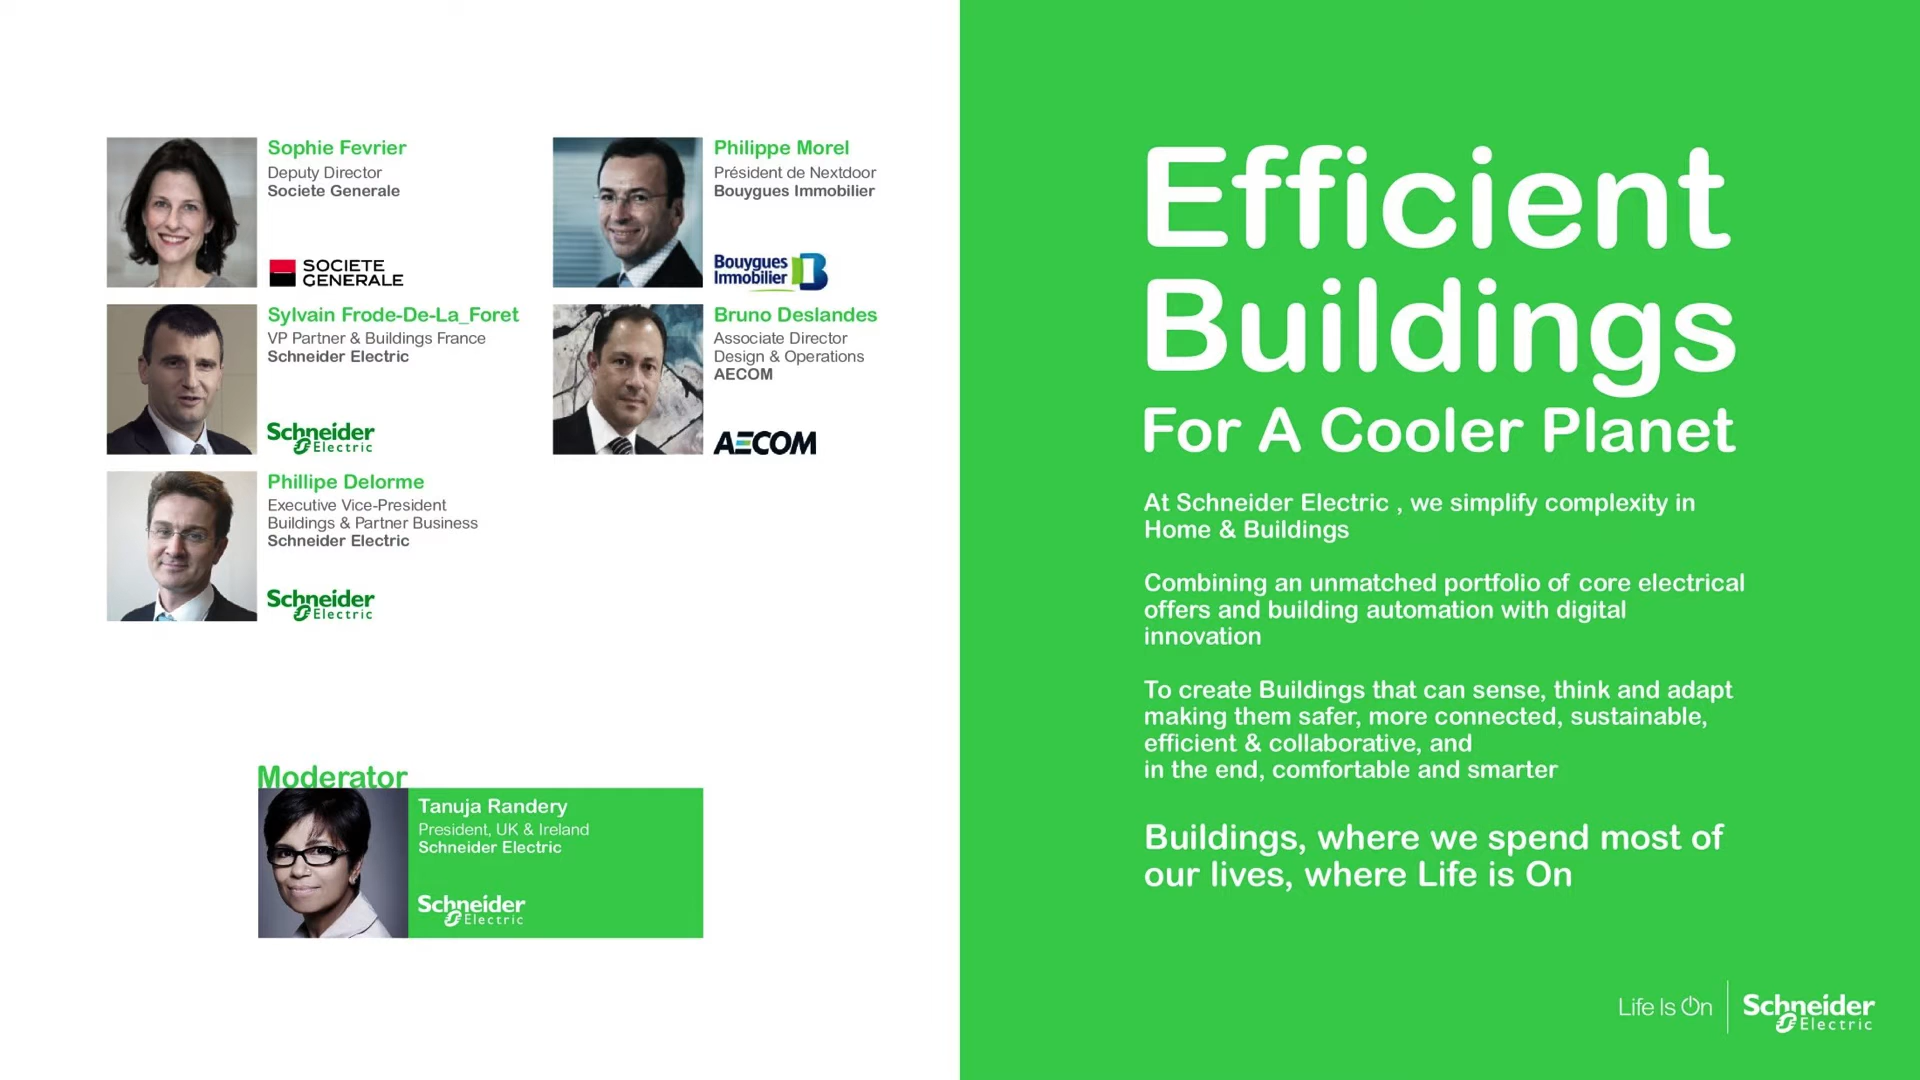 Sophie Fevrier
Deputy Director
Societe Generale
SOCIETE
GENERALE
Philippe Morel
Président de Nextdoor
Bouygues Immobilier
Bouygues
Immobilier
Sylvain Frode-De-La_Foret
VP Partner & Buildings France
Schneider Electric
Schneider
Electric
Bruno Deslandes
Associate Director
Design & Operations
AECOM
AECOM
Phillipe Delorme
Executive Vice-President
Buildings & Partner Business
Schneider Electric
Schneider
Electric
Moderator
Tanuja Randery
President, UK & Ireland
Schneider Electric
Schneider
Electric
Efficient
Buildings
For A Cooler Planet
At Schneider Electric , we simplify complexity in
Home & Buildings
Combining an unmatched portfolio of core electrical
offers and building automation with digital
innovation
To create Buildings that can sense, think and adapt
making them safer, more connected, sustainable,
efficient & collaborative, and
in the end, comfortable and smarter
Buildings, where we spend most of
our lives, where Life is On
Life Is On
Schneider
Electric